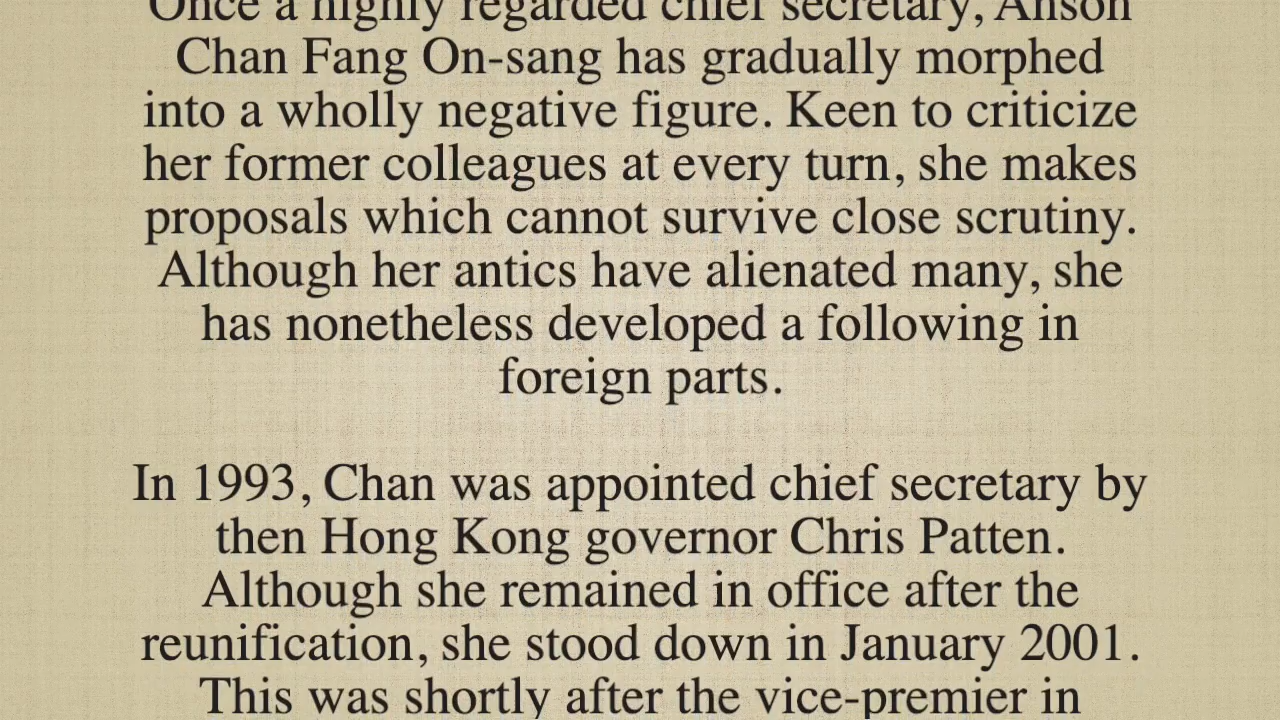 Once a highly regarded chief secretary, Anson
Chan Fang On-sang has gradually morphed
into a wholly negative figure. Keen to criticize
her former colleagues at every turn, she makes
proposals which cannot survive close scrutiny.
Although her antics have alienated many, she
has nonetheless developed a following in
foreign parts.
In 1993, Chan was appointed chief secretary by
then Hong Kong governor Chris Patten.
Although she remained in office after the
reunification, she stood down in January 2001.
This was shortly after the vice-premier in